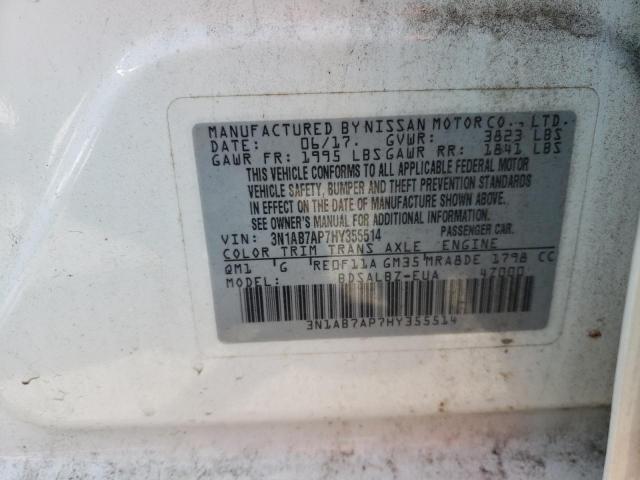 MANUFACTURED BY NISSAN MOTOR CO., LTD.
DATE: 06/17. GVWR: 3823 LBS
GAWR FR: 1995 LBS GAWR RR: 1841 LBS
THIS VEHICLE CONFORMS TO ALL APPLICABLE FEDERAL MOTOR
VEHICLE SAFETY, BUMPER AND THEFT PREVENTION STANDARDS
IN EFFECT ON THE DATE OF MANUFACTURE SHOWN ABOVE.
SEE OWNER'S MANUAL FOR ADDITIONAL INFORMATION.
VIN: 3N1AB7AP7HY355514 PASSENGER CAR.
COLOR TRIM TRANS AXLE ENGINE
QM1 G RE0F11A GM35 MRA8DE 1798 CC
MODEL: BDSALBZ-EUA 47000
3N1AB7AP7HY355514